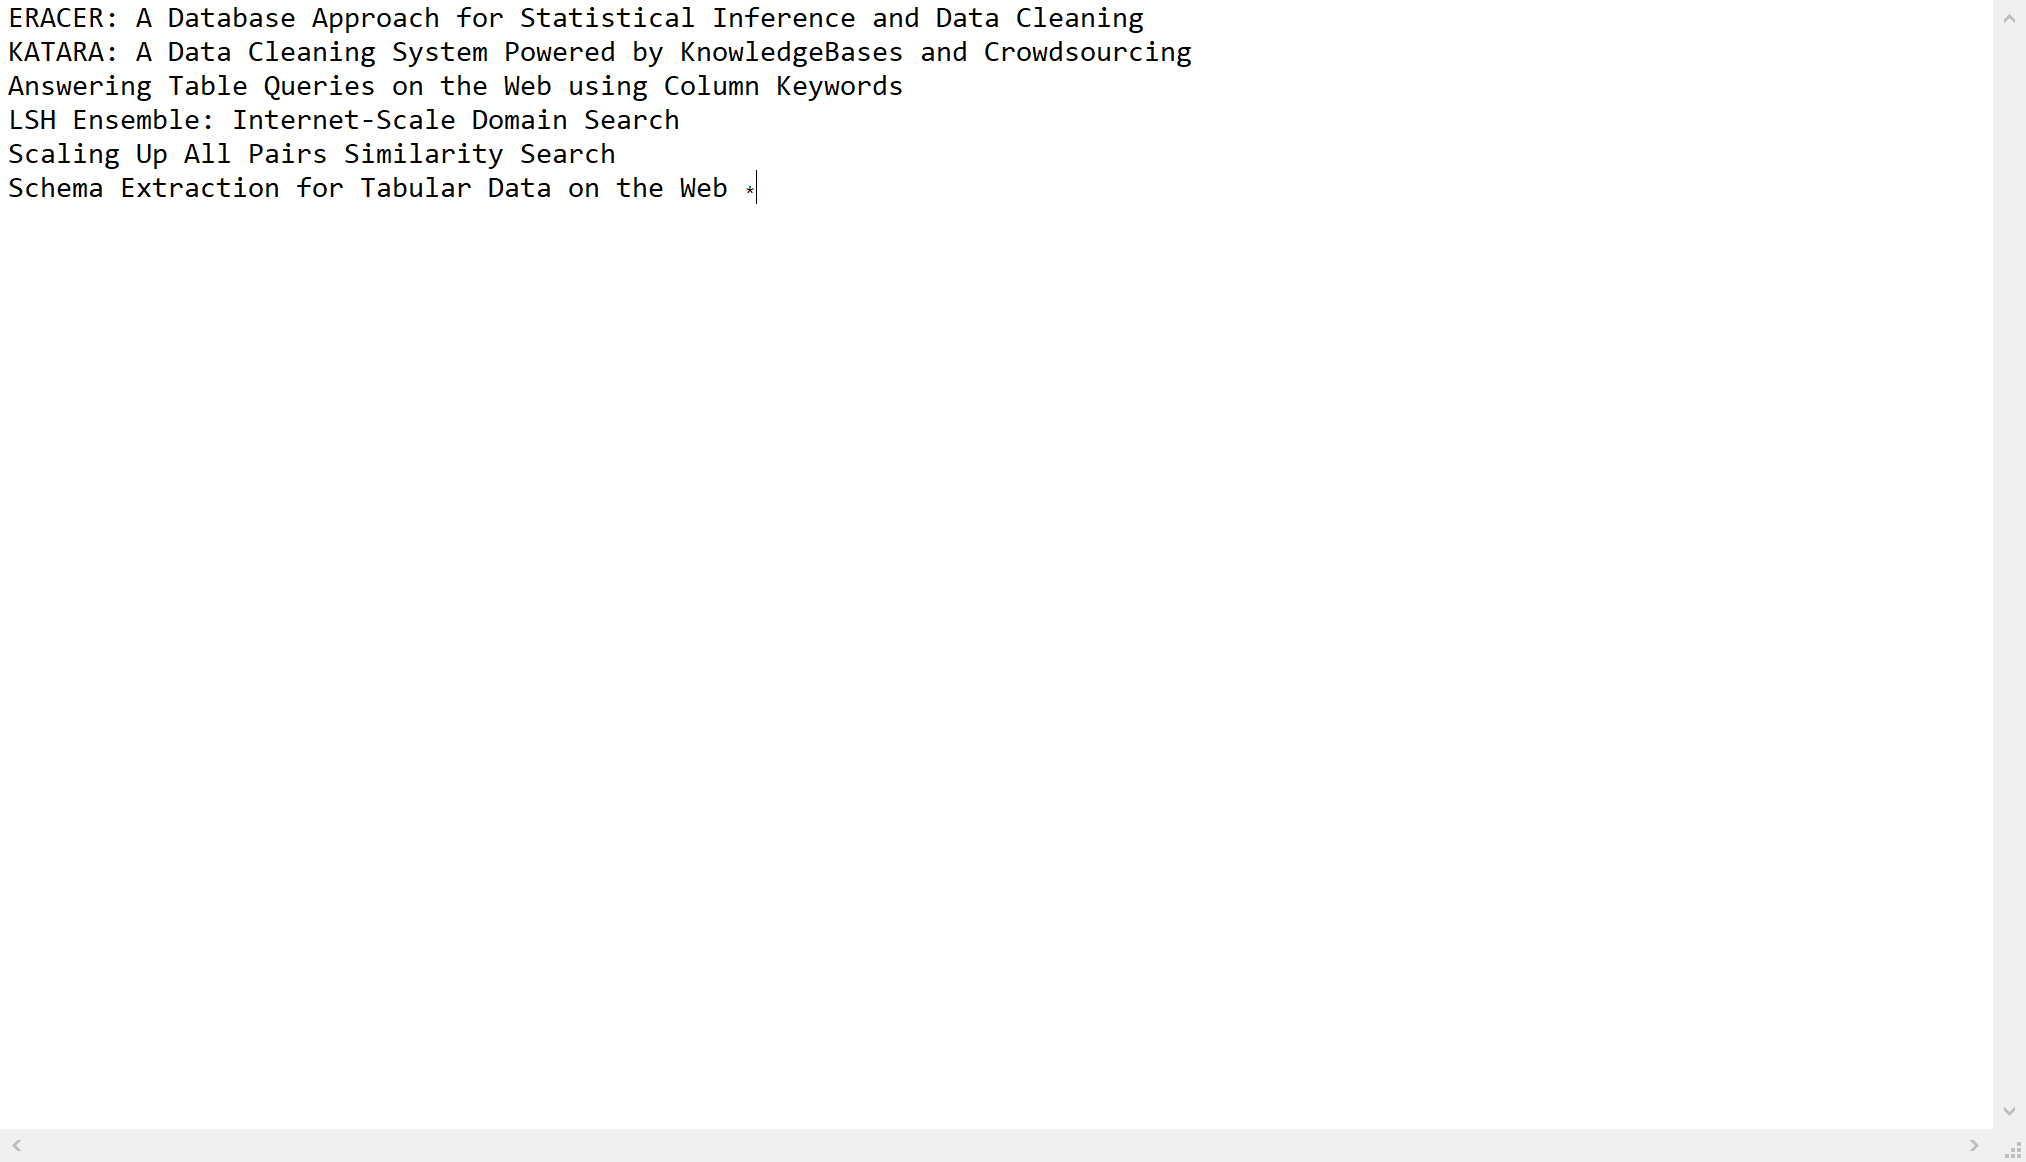 ERACER: A Database Approach for Statistical Inference and Data Cleaning
KATARA: A Data Cleaning System Powered by KnowledgeBases and Crowdsourcing
Answering Table Queries on the Web using Column Keywords
LSH Ensemble: Internet-Scale Domain Search
Scaling Up All Pairs Similarity Search
Schema Extraction for Tabular Data on the Web *